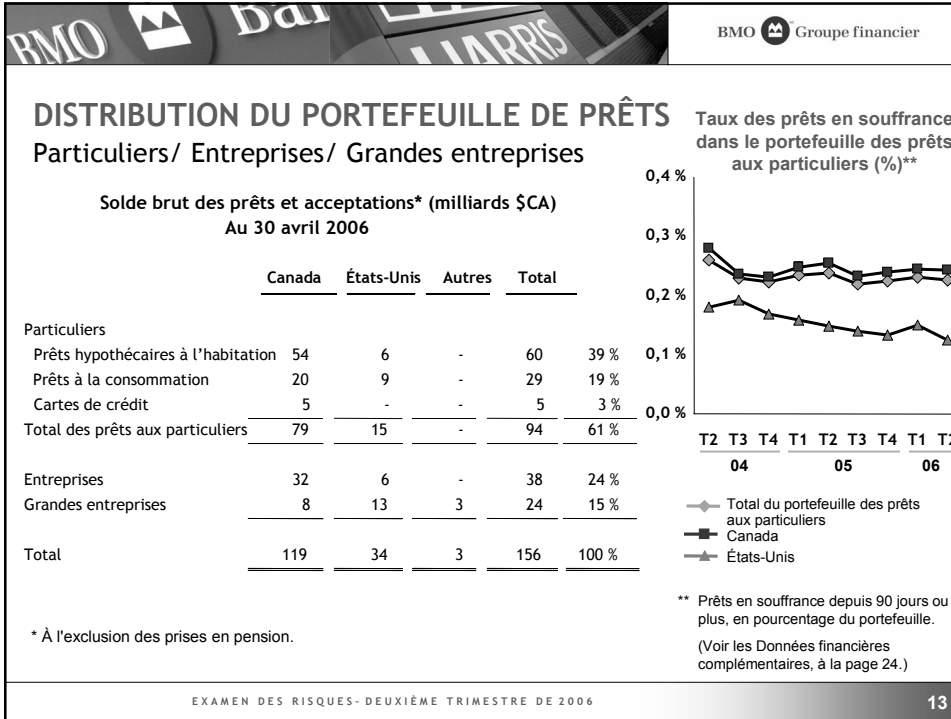 BMO
HARRIS
BMO Groupe financier
DISTRIBUTION DU PORTEFEUILLE DE PRÊTS
Particuliers/ Entreprises/ Grandes entreprises
Solde brut des prêts et acceptations* (milliards $CA)
Au 30 avril 2006
Canada États-Unis Autres Total
Particuliers
Prêts hypothécaires à l'habitation 54 6 - 60 39 %
Prêts à la consommation 20 9 - 29 19 %
Cartes de crédit 5 - - 5 3 %
Total des prêts aux particuliers 79 15 - 94 61 %
Entreprises 32 6 - 38 24 %
Grandes entreprises 8 13 3 24 15 %
Total 119 34 3 156 100 %
* À l'exclusion des prises en pension.
Taux des prêts en souffrance
dans le portefeuille des prêts
aux particuliers (%)**
0,4 %
0,3 %
0,2 %
0,1 %
0,0 %
T2 T3 T4 T1 T2 T3 T4 T1 T2
04 05 06
Total du portefeuille des prêts
aux particuliers
Canada
États-Unis
** Prêts en souffrance depuis 90 jours ou
plus, en pourcentage du portefeuille.
(Voir les Données financières
complémentaires, à la page 24.)
EXAMEN DES RISQUES- DEUXIÈME TRIMESTRE DE 2006
13